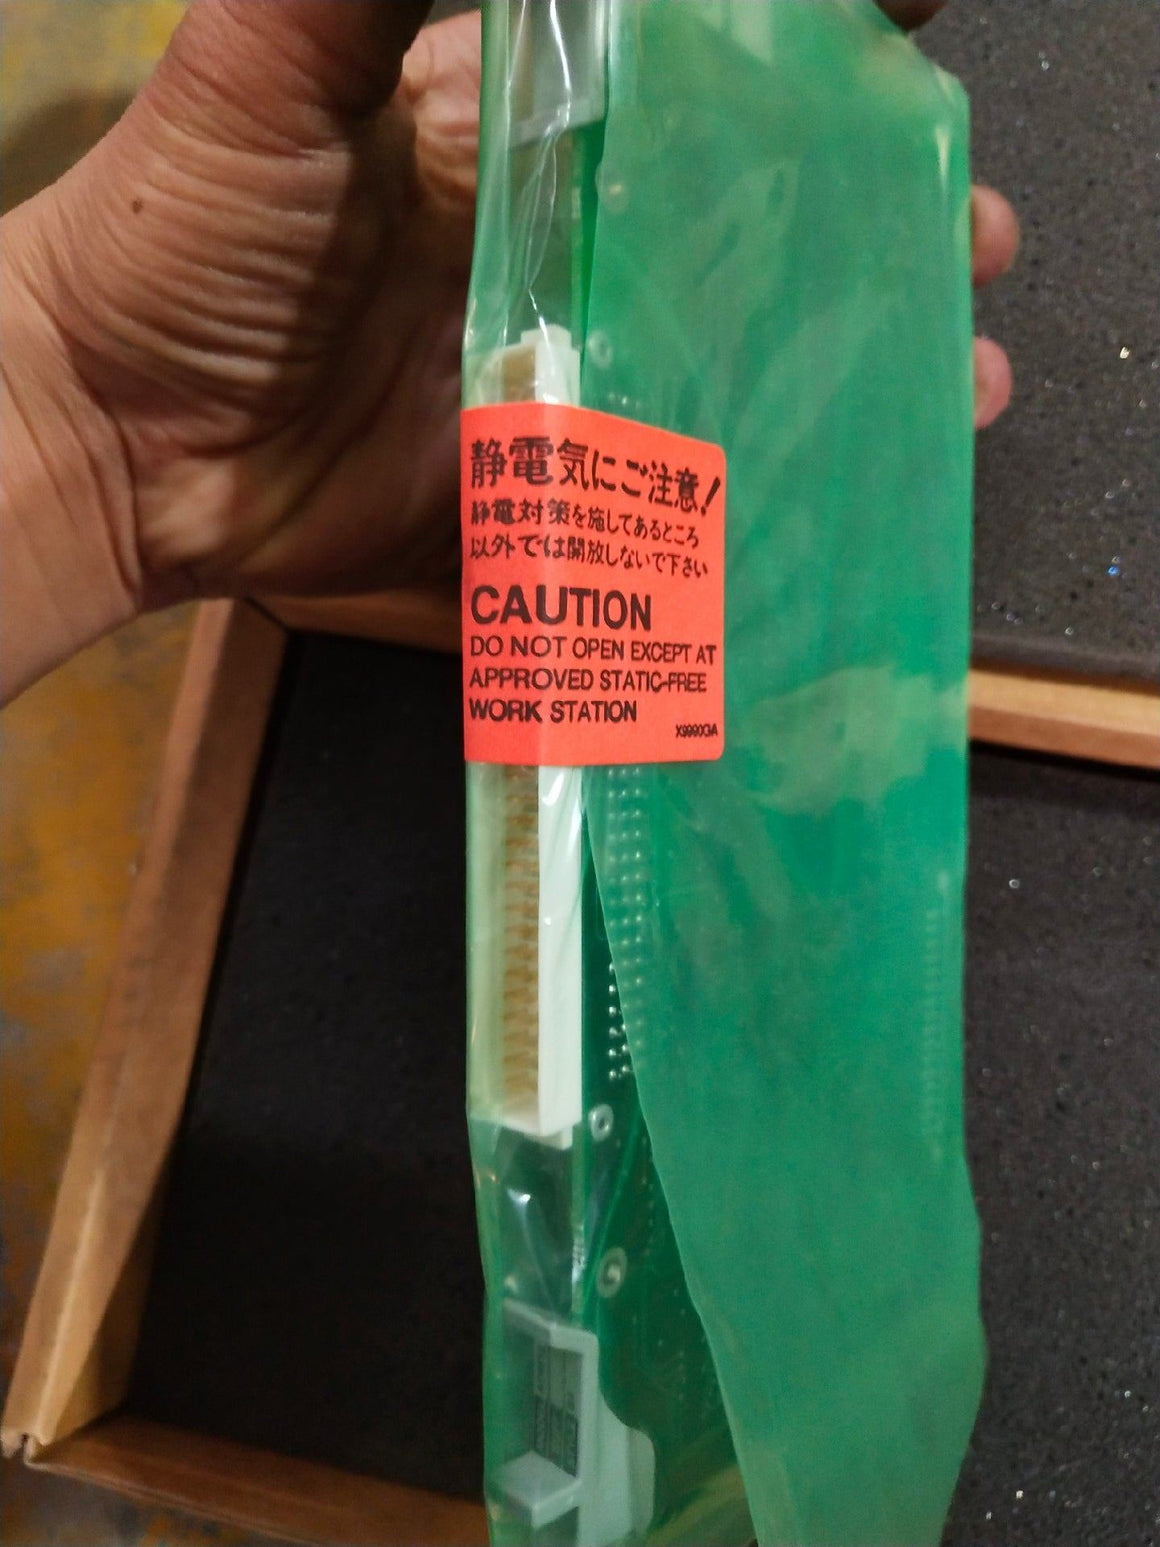 静電気にご注意!
静電対策を施してあるところ
以外では開放しないで下さい
CAUTION
DO NOT OPEN EXCEPT AT
APPROVED STATIC-FREE
WORK STATION